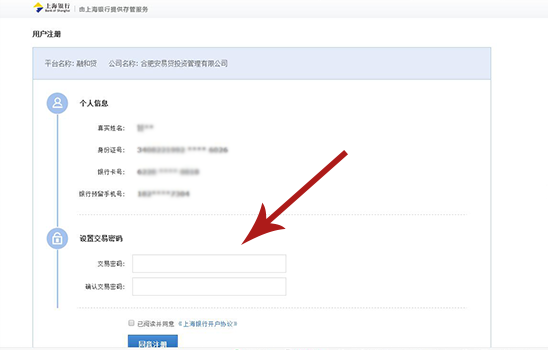 上海银行 由上海银行提供存管服务
Bank of Shanghai
用户注册
平台名称：融和贷 公司名称：合肥安易贷投资管理有限公司
个人信息
真实姓名：
身份证号：
银行卡号：
银行预留手机号：
设置交易密码
交易密码：
确认交易密码：
已阅读并同意 《上海银行开户协议》
同意注册